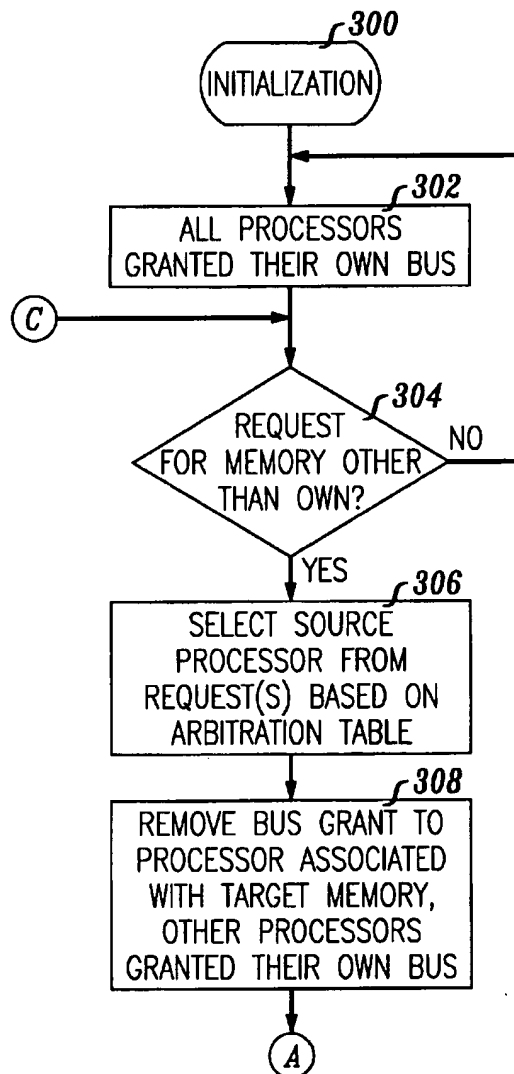 300
INITIALIZATION
302
ALL PROCESSORS
GRANTED THEIR OWN BUS
C
304
REQUEST
FOR MEMORY OTHER
THAN OWN?
NO
YES
306
SELECT SOURCE
PROCESSOR FROM
REQUEST(S) BASED ON
ARBITRATION TABLE
308
REMOVE BUS GRANT TO
PROCESSOR ASSOCIATED
WITH TARGET MEMORY,
OTHER PROCESSORS
GRANTED THEIR OWN BUS
A